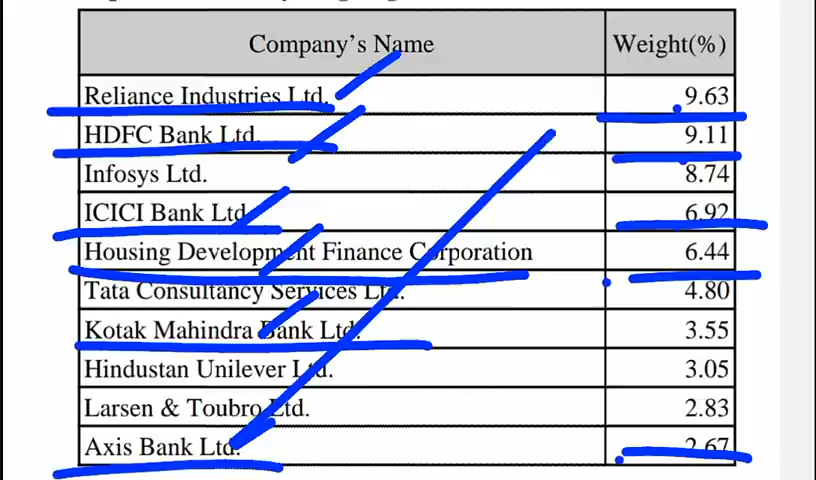 Company's Name Weight(%)
Reliance Industries Ltd. 9.63
HDFC Bank Ltd. 9.11
Infosys Ltd. 8.74
ICICI Bank Ltd. 6.92
Housing Development Finance Corporation 6.44
Tata Consultancy Services Ltd. 4.80
Kotak Mahindra Bank Ltd. 3.55
Hindustan Unilever Ltd. 3.05
Larsen & Toubro Ltd. 2.83
Axis Bank Ltd. 2.67